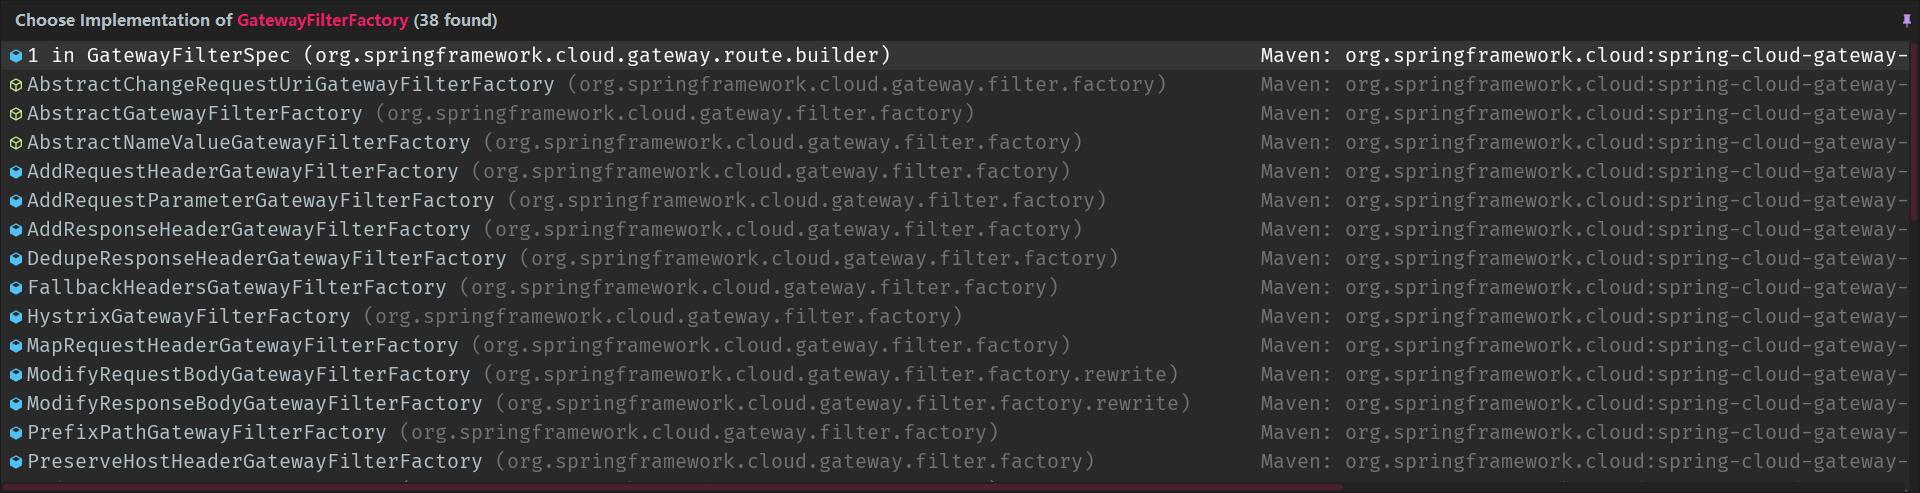 Choose Implementation of GatewayFilterFactory (38 found)
1 in GatewayFilterSpec (org.springframework.cloud.gateway.route.builder) Maven: org.springframework.cloud:spring-cloud-gateway-
AbstractChangeRequestUriGatewayFilterFactory (org.springframework.cloud.gateway.filter.factory) Maven: org.springframework.cloud:spring-cloud-gateway-
AbstractGatewayFilterFactory (org.springframework.cloud.gateway.filter.factory) Maven: org.springframework.cloud:spring-cloud-gateway-
AbstractNameValueGatewayFilterFactory (org.springframework.cloud.gateway.filter.factory) Maven: org.springframework.cloud:spring-cloud-gateway-
AddRequestHeaderGatewayFilterFactory (org.springframework.cloud.gateway.filter.factory) Maven: org.springframework.cloud:spring-cloud-gateway-
AddRequestParameterGatewayFilterFactory (org.springframework.cloud.gateway.filter.factory) Maven: org.springframework.cloud:spring-cloud-gateway-
AddResponseHeaderGatewayFilterFactory (org.springframework.cloud.gateway.filter.factory) Maven: org.springframework.cloud:spring-cloud-gateway-
DedupeResponseHeaderGatewayFilterFactory (org.springframework.cloud.gateway.filter.factory) Maven: org.springframework.cloud:spring-cloud-gateway-
FallbackHeadersGatewayFilterFactory (org.springframework.cloud.gateway.filter.factory) Maven: org.springframework.cloud:spring-cloud-gateway-
HystrixGatewayFilterFactory (org.springframework.cloud.gateway.filter.factory) Maven: org.springframework.cloud:spring-cloud-gateway-
MapRequestHeaderGatewayFilterFactory (org.springframework.cloud.gateway.filter.factory) Maven: org.springframework.cloud:spring-cloud-gateway-
ModifyRequestBodyGatewayFilterFactory (org.springframework.cloud.gateway.filter.factory.rewrite) Maven: org.springframework.cloud:spring-cloud-gateway-
ModifyResponseBodyGatewayFilterFactory (org.springframework.cloud.gateway.filter.factory.rewrite) Maven: org.springframework.cloud:spring-cloud-gateway-
PrefixPathGatewayFilterFactory (org.springframework.cloud.gateway.filter.factory) Maven: org.springframework.cloud:spring-cloud-gateway-
PreserveHostHeaderGatewayFilterFactory (org.springframework.cloud.gateway.filter.factory) Maven: org.springframework.cloud:spring-cloud-gateway-